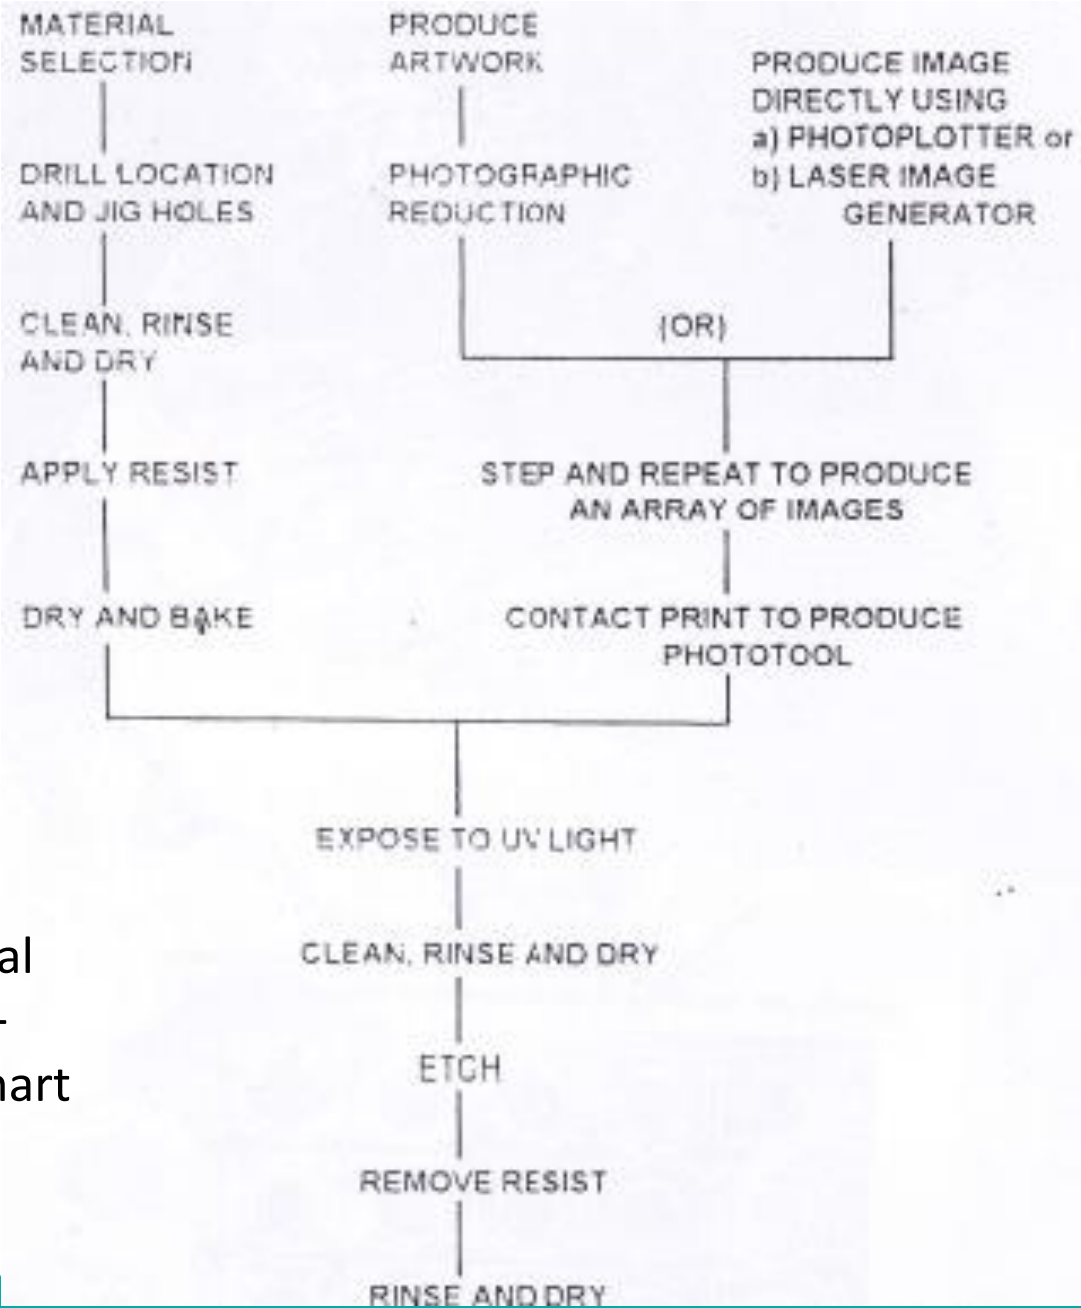 MATERIAL
SELECTION
DRILL LOCATION
AND JIG HOLES
CLEAN, RINSE
AND DRY
APPLY RESIST
DRY AND BAKE
PRODUCE
ARTWORK
PHOTOGRAPHIC
REDUCTION
PRODUCE IMAGE
DIRECTLY USING
a) PHOTOPLOTTER or
b) LASER IMAGE
GENERATOR
(OR)
STEP AND REPEAT TO PRODUCE
AN ARRAY OF IMAGES
CONTACT PRINT TO PRODUCE
PHOTOTOOL
EXPOSE TO UV LIGHT
CLEAN, RINSE AND DRY
ETCH
REMOVE RESIST
RINSE AND DRY
al
-
hart